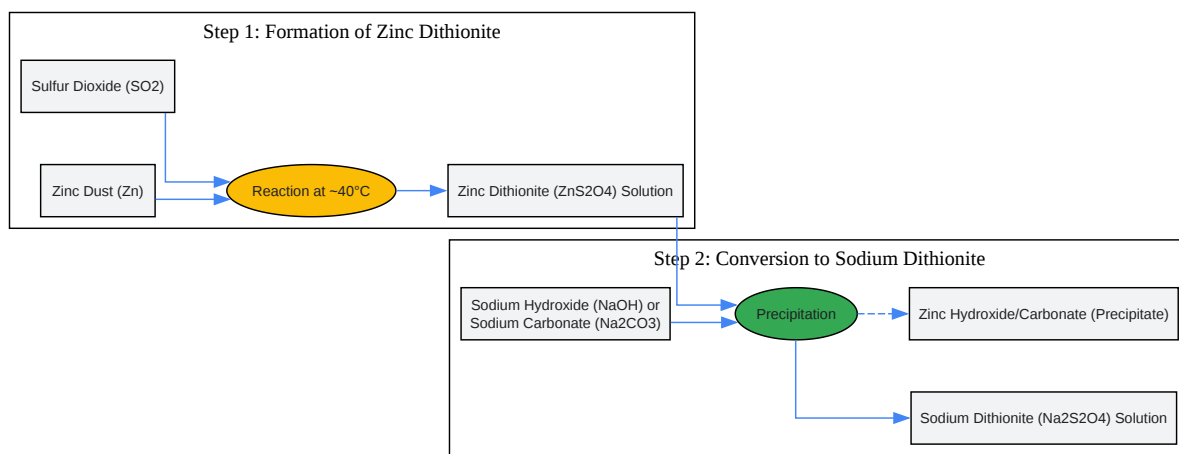 Step 1: Formation of Zinc Dithionite
Sulfur Dioxide (SO2)
Zinc Dust (Zn)
Reaction at ~40°C
Zinc Dithionite (ZnS2O4) Solution
Step 2: Conversion to Sodium Dithionite
Sodium Hydroxide (NaOH) or
Sodium Carbonate (Na2CO3)
Precipitation
Zinc Hydroxide/Carbonate (Precipitate)
Sodium Dithionite (Na2S2O4) Solution